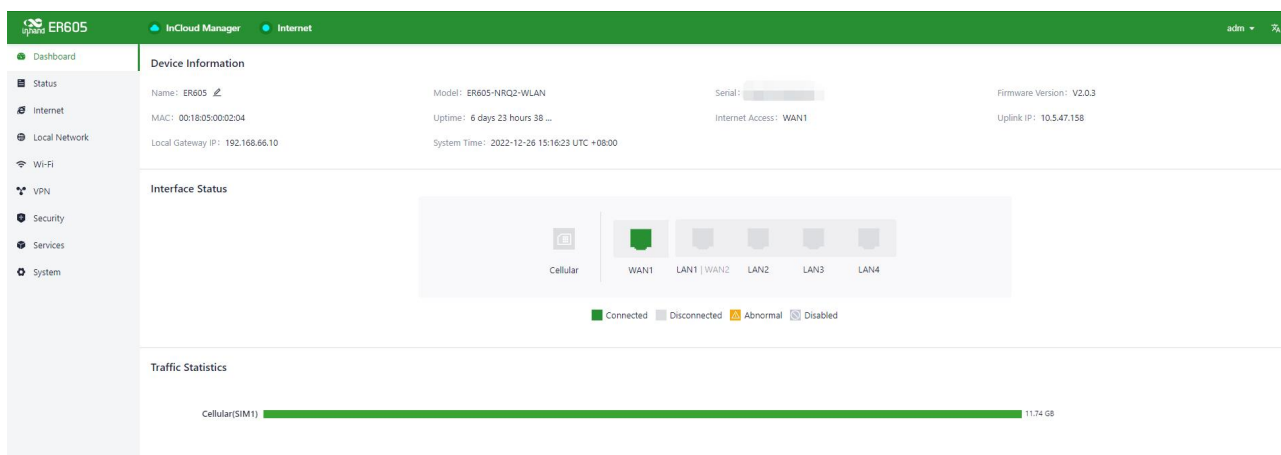 inhand ER605 InCloud Manager Internet adm
Dashboard
Status
Internet
Local Network
Wi-Fi
VPN
Security
Services
System
Device Information
Name: ER605 Model: ER605-NRQ2-WLAN Serial: Firmware Version: V2.0.3
MAC: 00:18:05:00:02:04 Uptime: 6 days 23 hours 38 ... Internet Access: WAN1 Uplink IP: 10.5.47.158
Local Gateway IP: 192.168.66.10 System Time: 2022-12-26 15:16:23 UTC +08:00
Interface Status
Cellular WAN1 LAN1 | WAN2 LAN2 LAN3 LAN4
Connected Disconnected Abnormal Disabled
Traffic Statistics
Cellular(SIM1) 11.74 GB